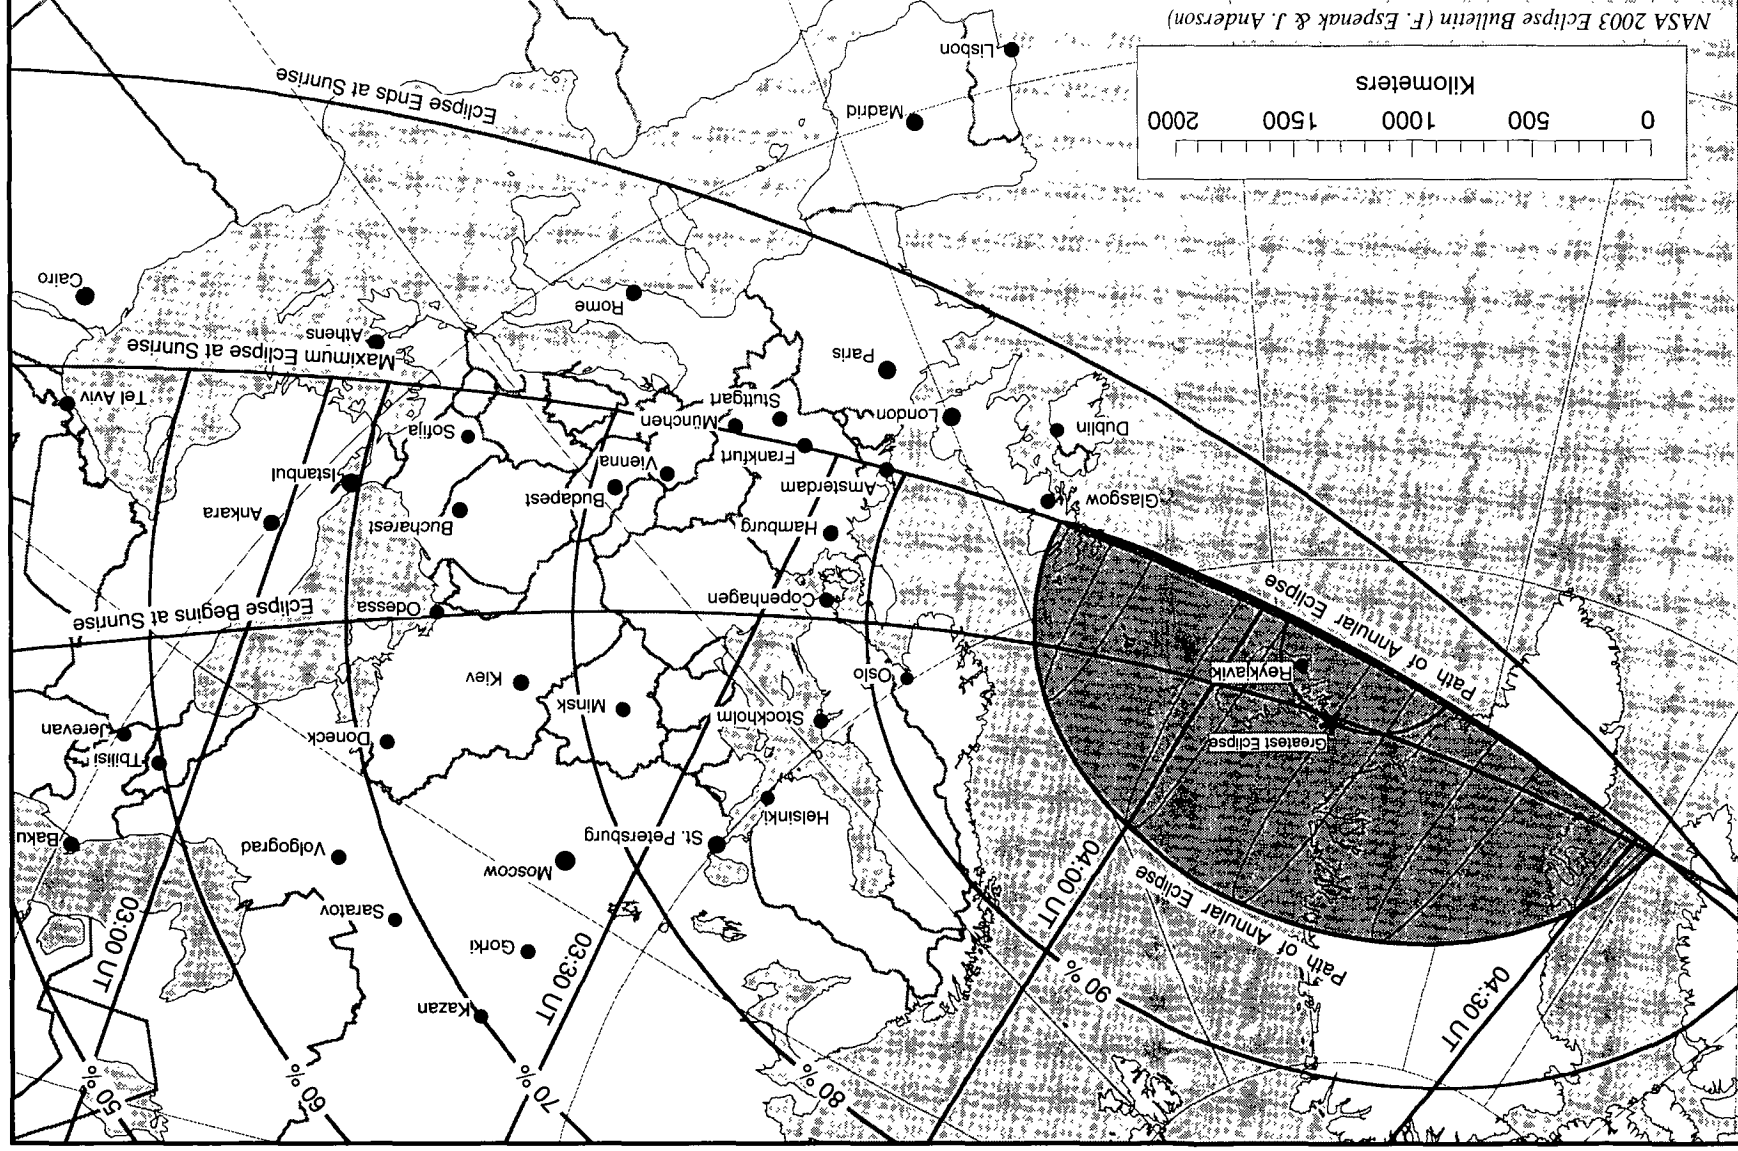 50 %
60 %
70 %
80 %
90 %
04:30 UT
04:00 UT
03:30 UT
03:00 UT
Path of Annular Eclipse
Kazan
Gorki
Saratov
Moscow
Volgograd
Baku
St. Petersburg
Helsinki
Tbilisi
Jerevan
Doneck
Minsk
Kiev
Stockholm
Oslo
Greatest Eclipse
Reykjavik
Path of Annular Eclipse
Eclipse Begins at Sunrise
Odessa
Copenhagen
Hamburg
Ankara
Istanbul
Bucharest
Budapest
Vienna
Amsterdam
Glasgow
Frankfurt
Sofija
München
Stuttgart
London
Dublin
Tel Aviv
Maximum Eclipse at Sunrise
Athens
Paris
Rome
Cairo
Eclipse Ends at Sunrise
Madrid
Lisbon
0 500 1000 1500 2000
Kilometers
NASA 2003 Eclipse Bulletin (F. Espenak & J. Anderson)